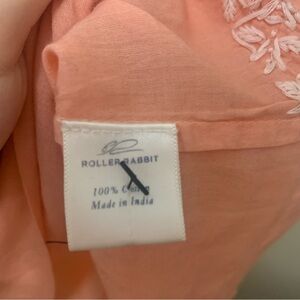 ROLLER RABBIT
100% Cotton
Made in India